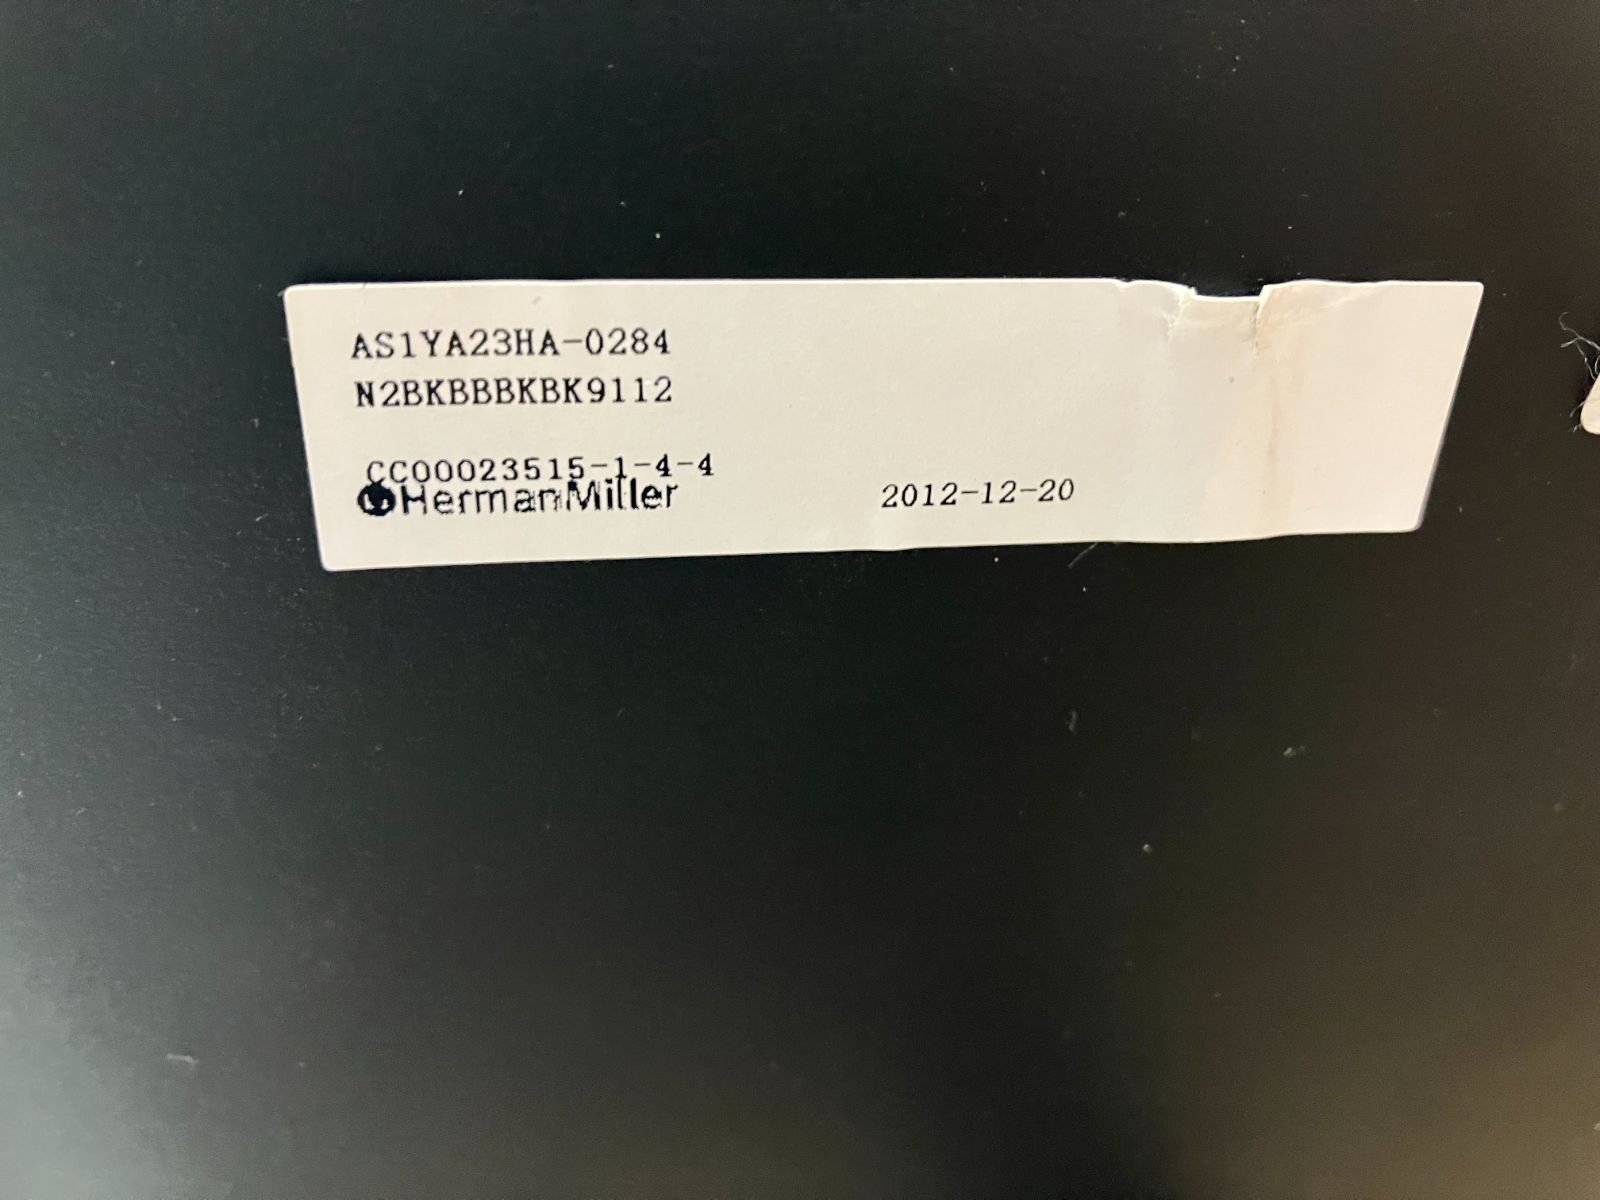 AS1YA23HA-0284
N2BKBBBKBK9112
CC00023515-1-4-4
HermanMiller 2012-12-20